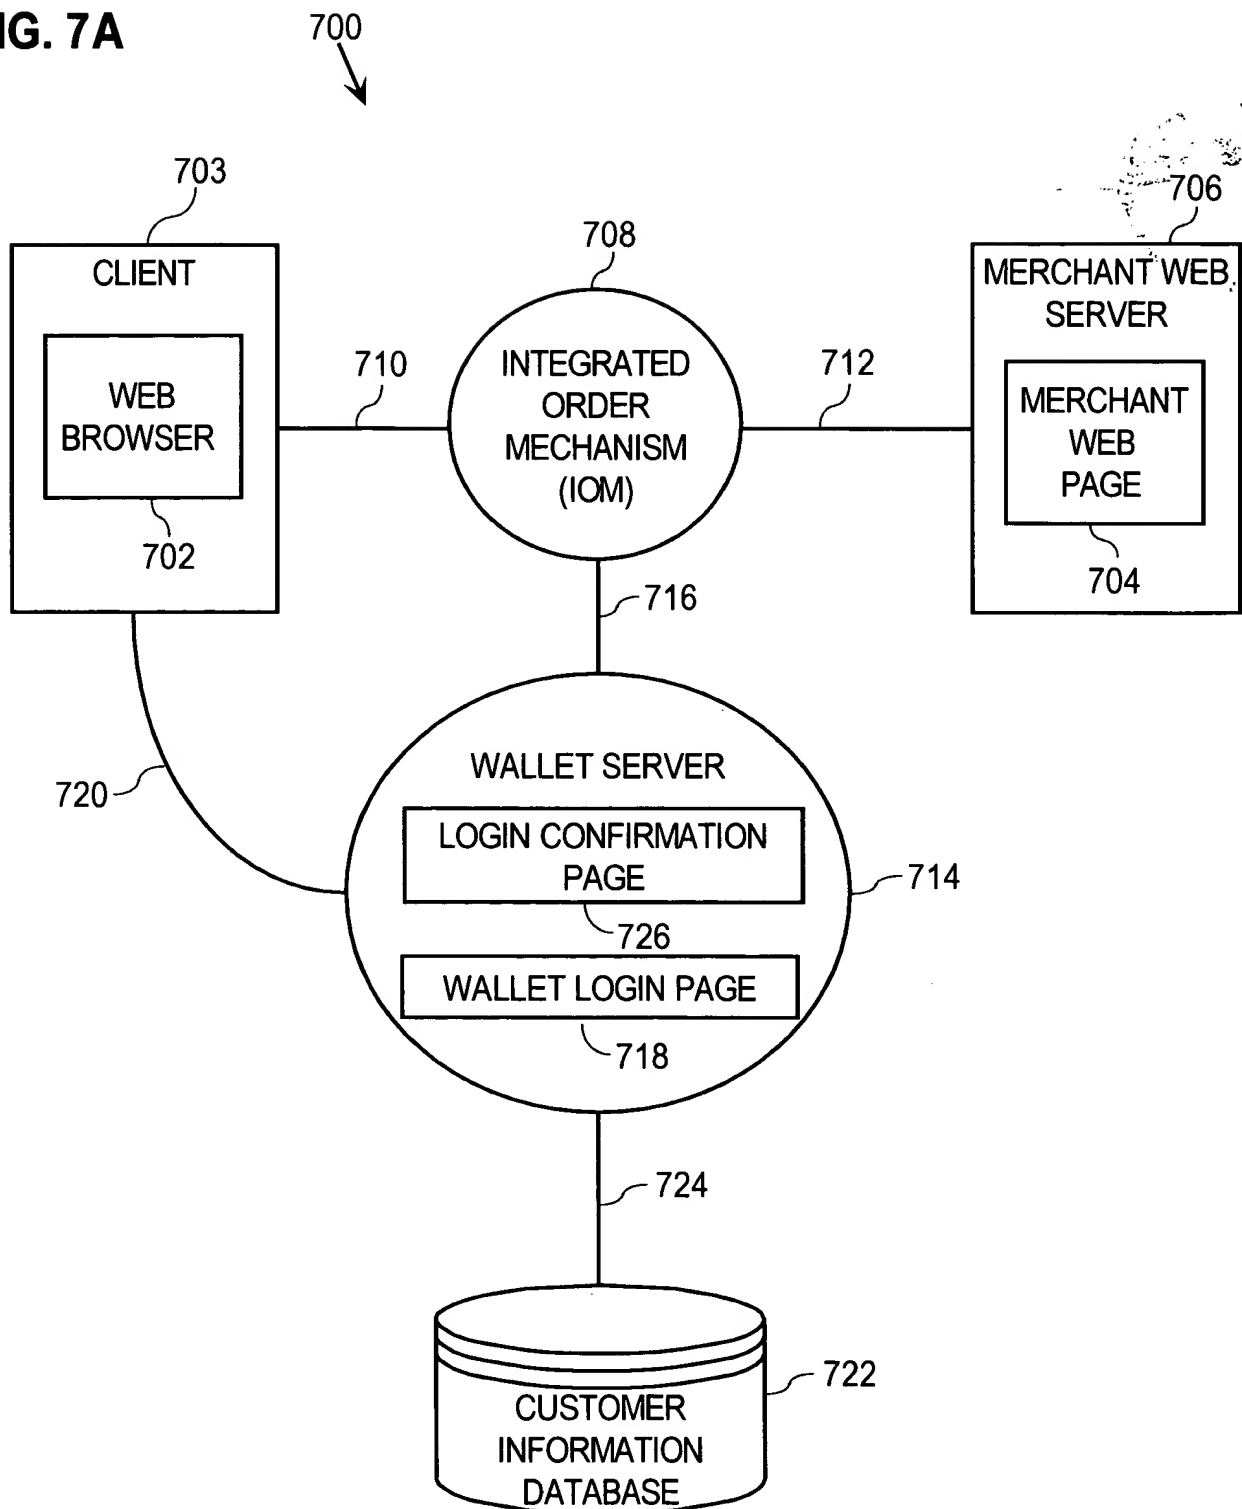 IG. 7A
700
703
708
706
CLIENT
MERCHANT WEB
SERVER
WEB
BROWSER
702
710
INTEGRATED
ORDER
MECHANISM
(IOM)
712
MERCHANT
WEB
PAGE
704
716
720
WALLET SERVER
LOGIN CONFIRMATION
PAGE
726
714
WALLET LOGIN PAGE
718
724
722
CUSTOMER
INFORMATION
DATABASE